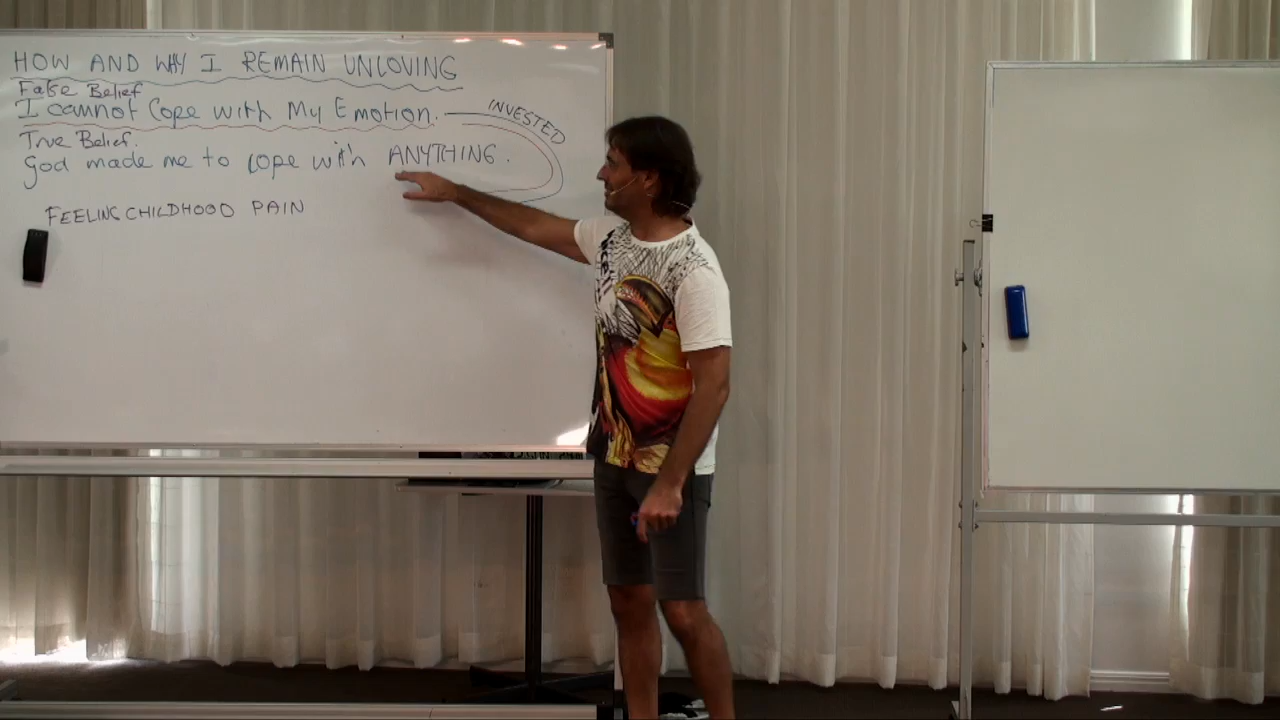 HOW AND WHY I REMAIN UNLOVING
False Belief
I cannot Cope with My Emotion.
INVESTED
True Belief.
God made me to cope with ANYTHING.
FEELING CHILDHOOD PAIN